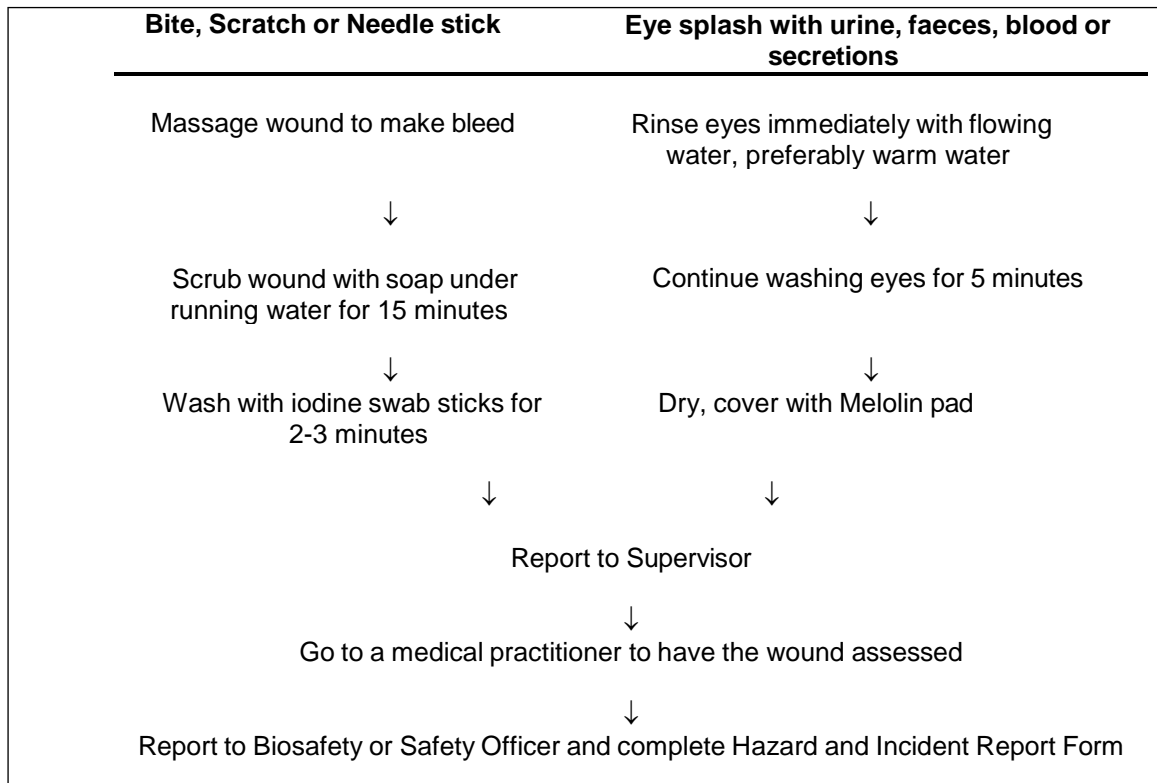 Bite, Scratch or Needle stick
Eye splash with urine, faeces, blood or
secretions
Massage wound to make bleed
Rinse eyes immediately with flowing
water, preferably warm water
↓
↓
Scrub wound with soap under
running water for 15 minutes
Continue washing eyes for 5 minutes
↓
↓
Wash with iodine swab sticks for
2-3 minutes
Dry, cover with Melolin pad
↓
↓
Report to Supervisor
↓
Go to a medical practitioner to have the wound assessed
↓
Report to Biosafety or Safety Officer and complete Hazard and Incident Report Form